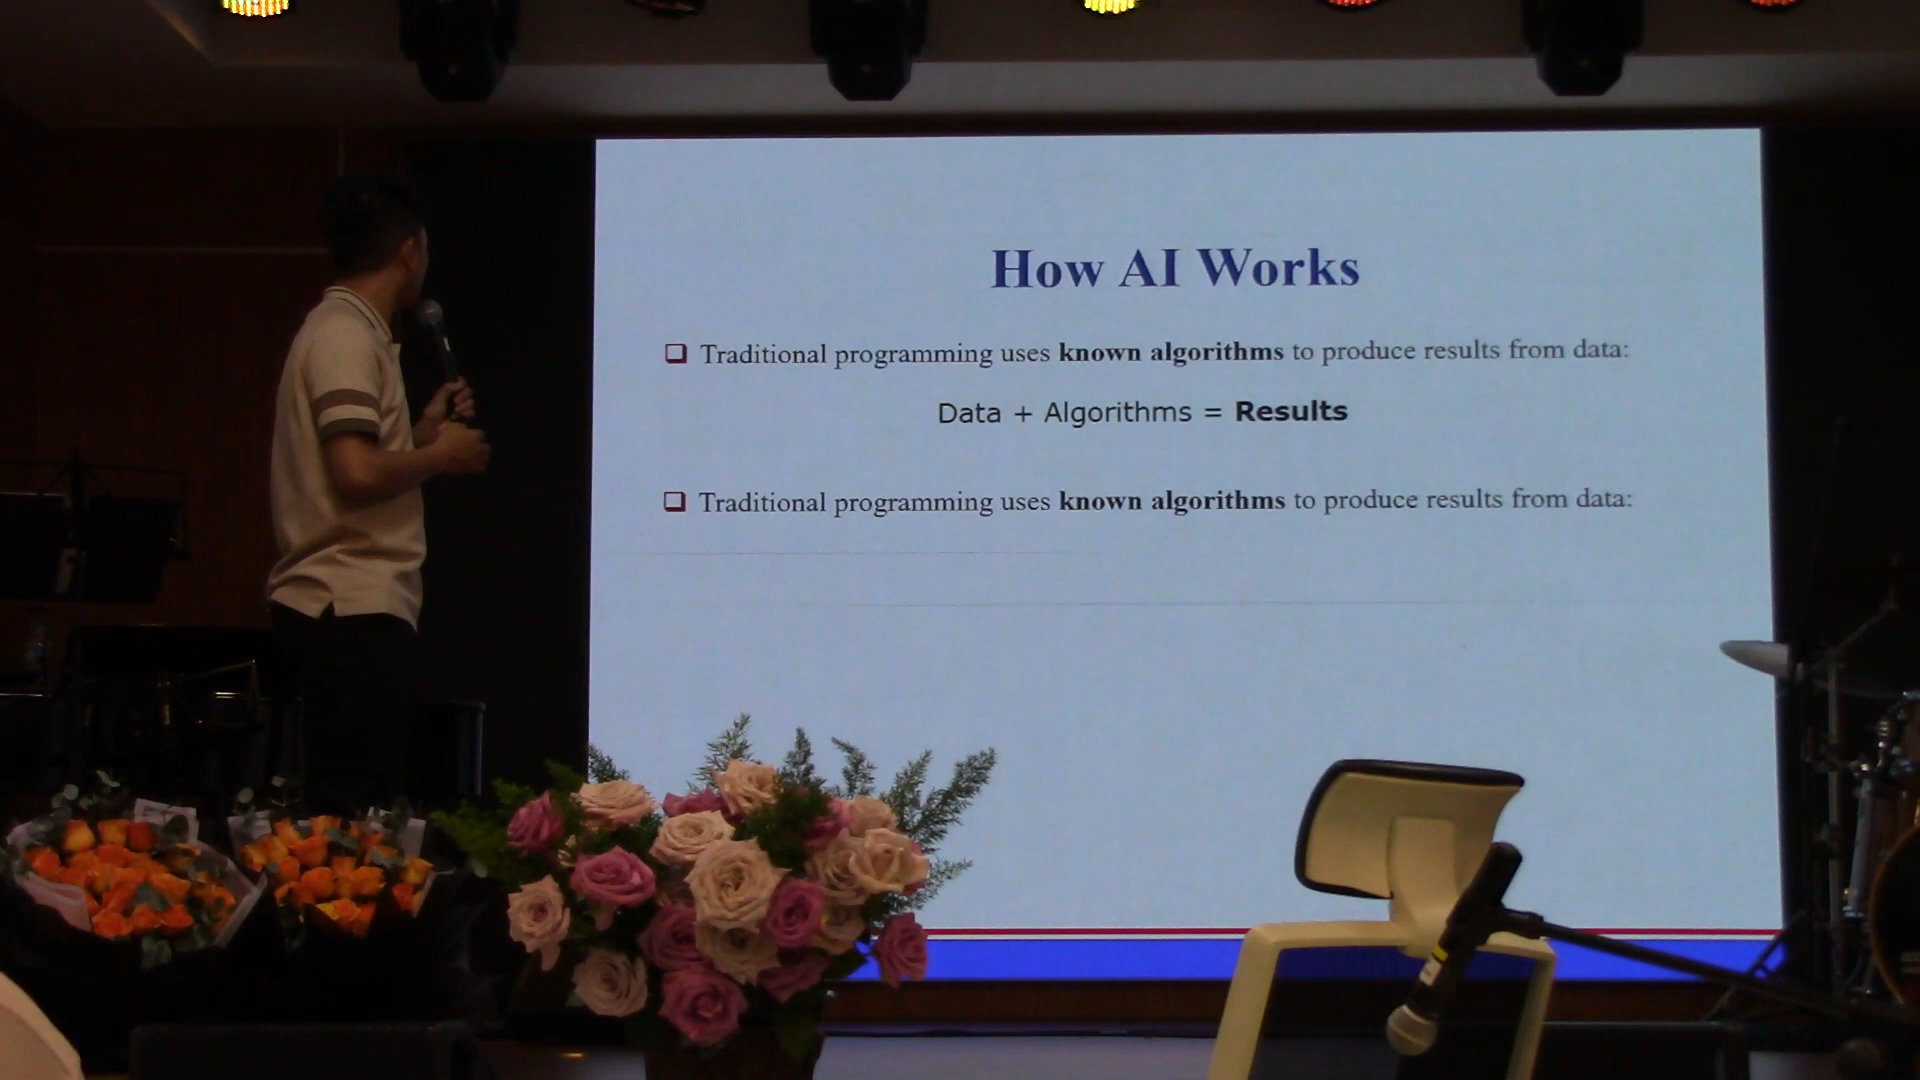 How AI Works
Traditional programming uses known algorithms to produce results from data:
Data + Algorithms = Results
Traditional programming uses known algorithms to produce results from data: